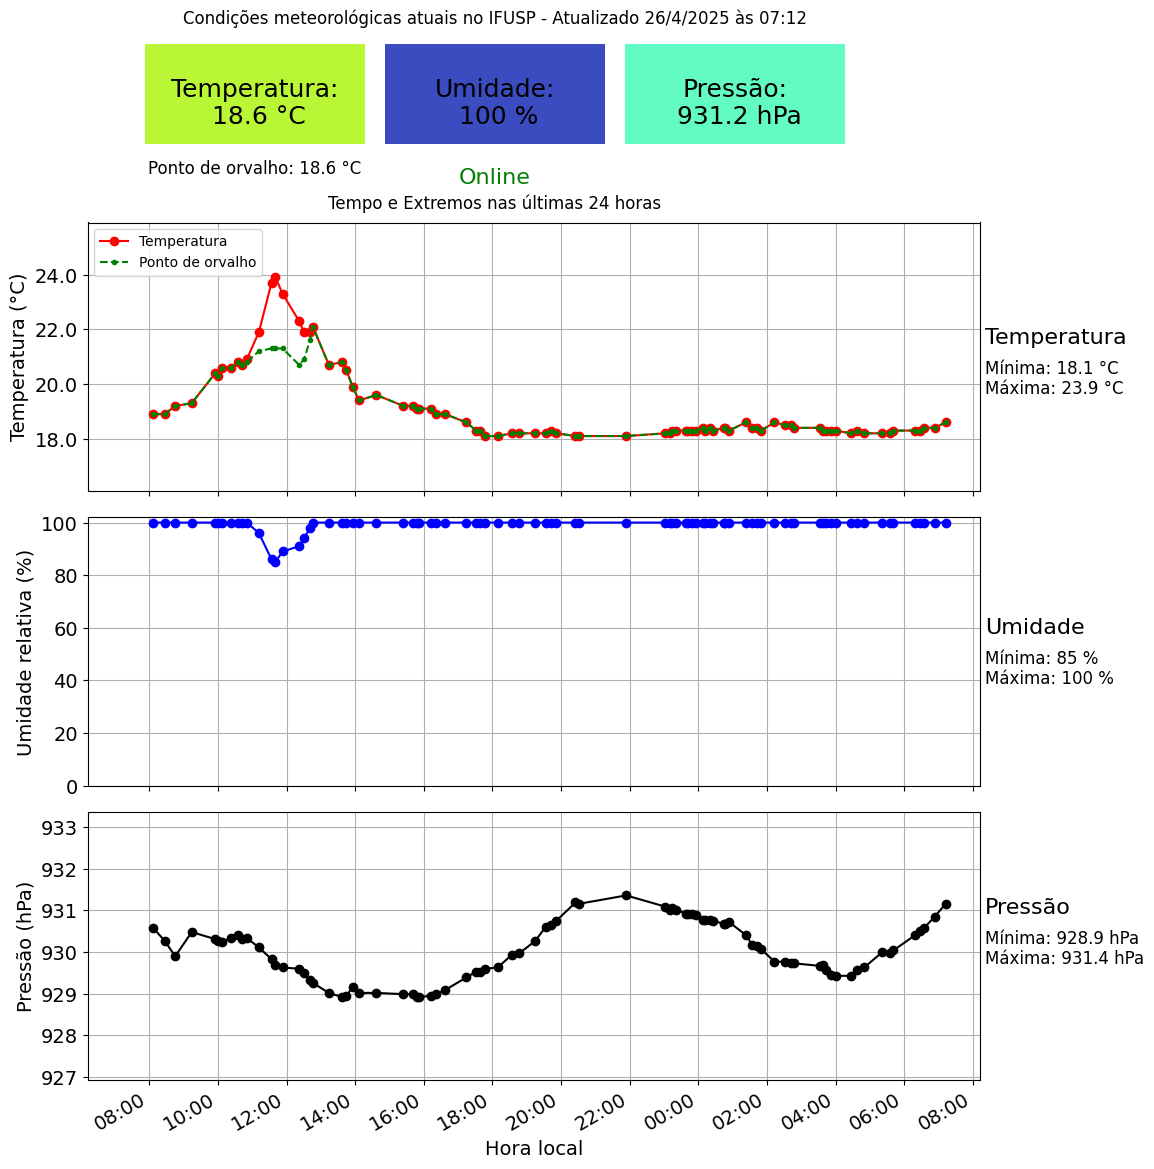 Condições meteorológicas atuais no IFUSP - Atualizado 26/4/2025 às 07:12
Temperatura:
18.6 °C
Umidade:
100 %
Pressão:
931.2 hPa
Ponto de orvalho: 18.6 °C
Online
Tempo e Extremos nas últimas 24 horas
Temperatura
Ponto de orvalho
Temperatura (°C)
24.0
22.0
20.0
18.0
Temperatura
Mínima: 18.1 °C
Máxima: 23.9 °C
Umidade relativa (%)
100
80
60
40
20
0
Umidade
Mínima: 85 %
Máxima: 100 %
Pressão (hPa)
933
932
931
930
929
928
927
Pressão
Mínima: 928.9 hPa
Máxima: 931.4 hPa
08:00
10:00
12:00
14:00
16:00
18:00
20:00
22:00
00:00
02:00
04:00
06:00
08:00
Hora local